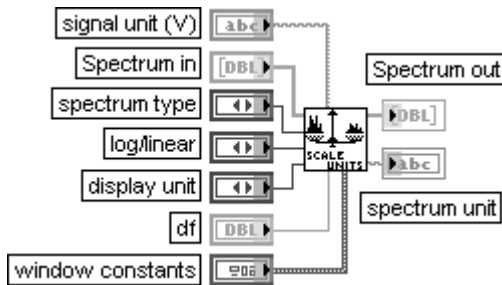 signal unit (V)
abc
Spectrum in
[DBL]
spectrum type
log/linear
display unit
df
DBL
window constants
SCALE
UNITS
Spectrum out
[DBL]
abc
spectrum unit